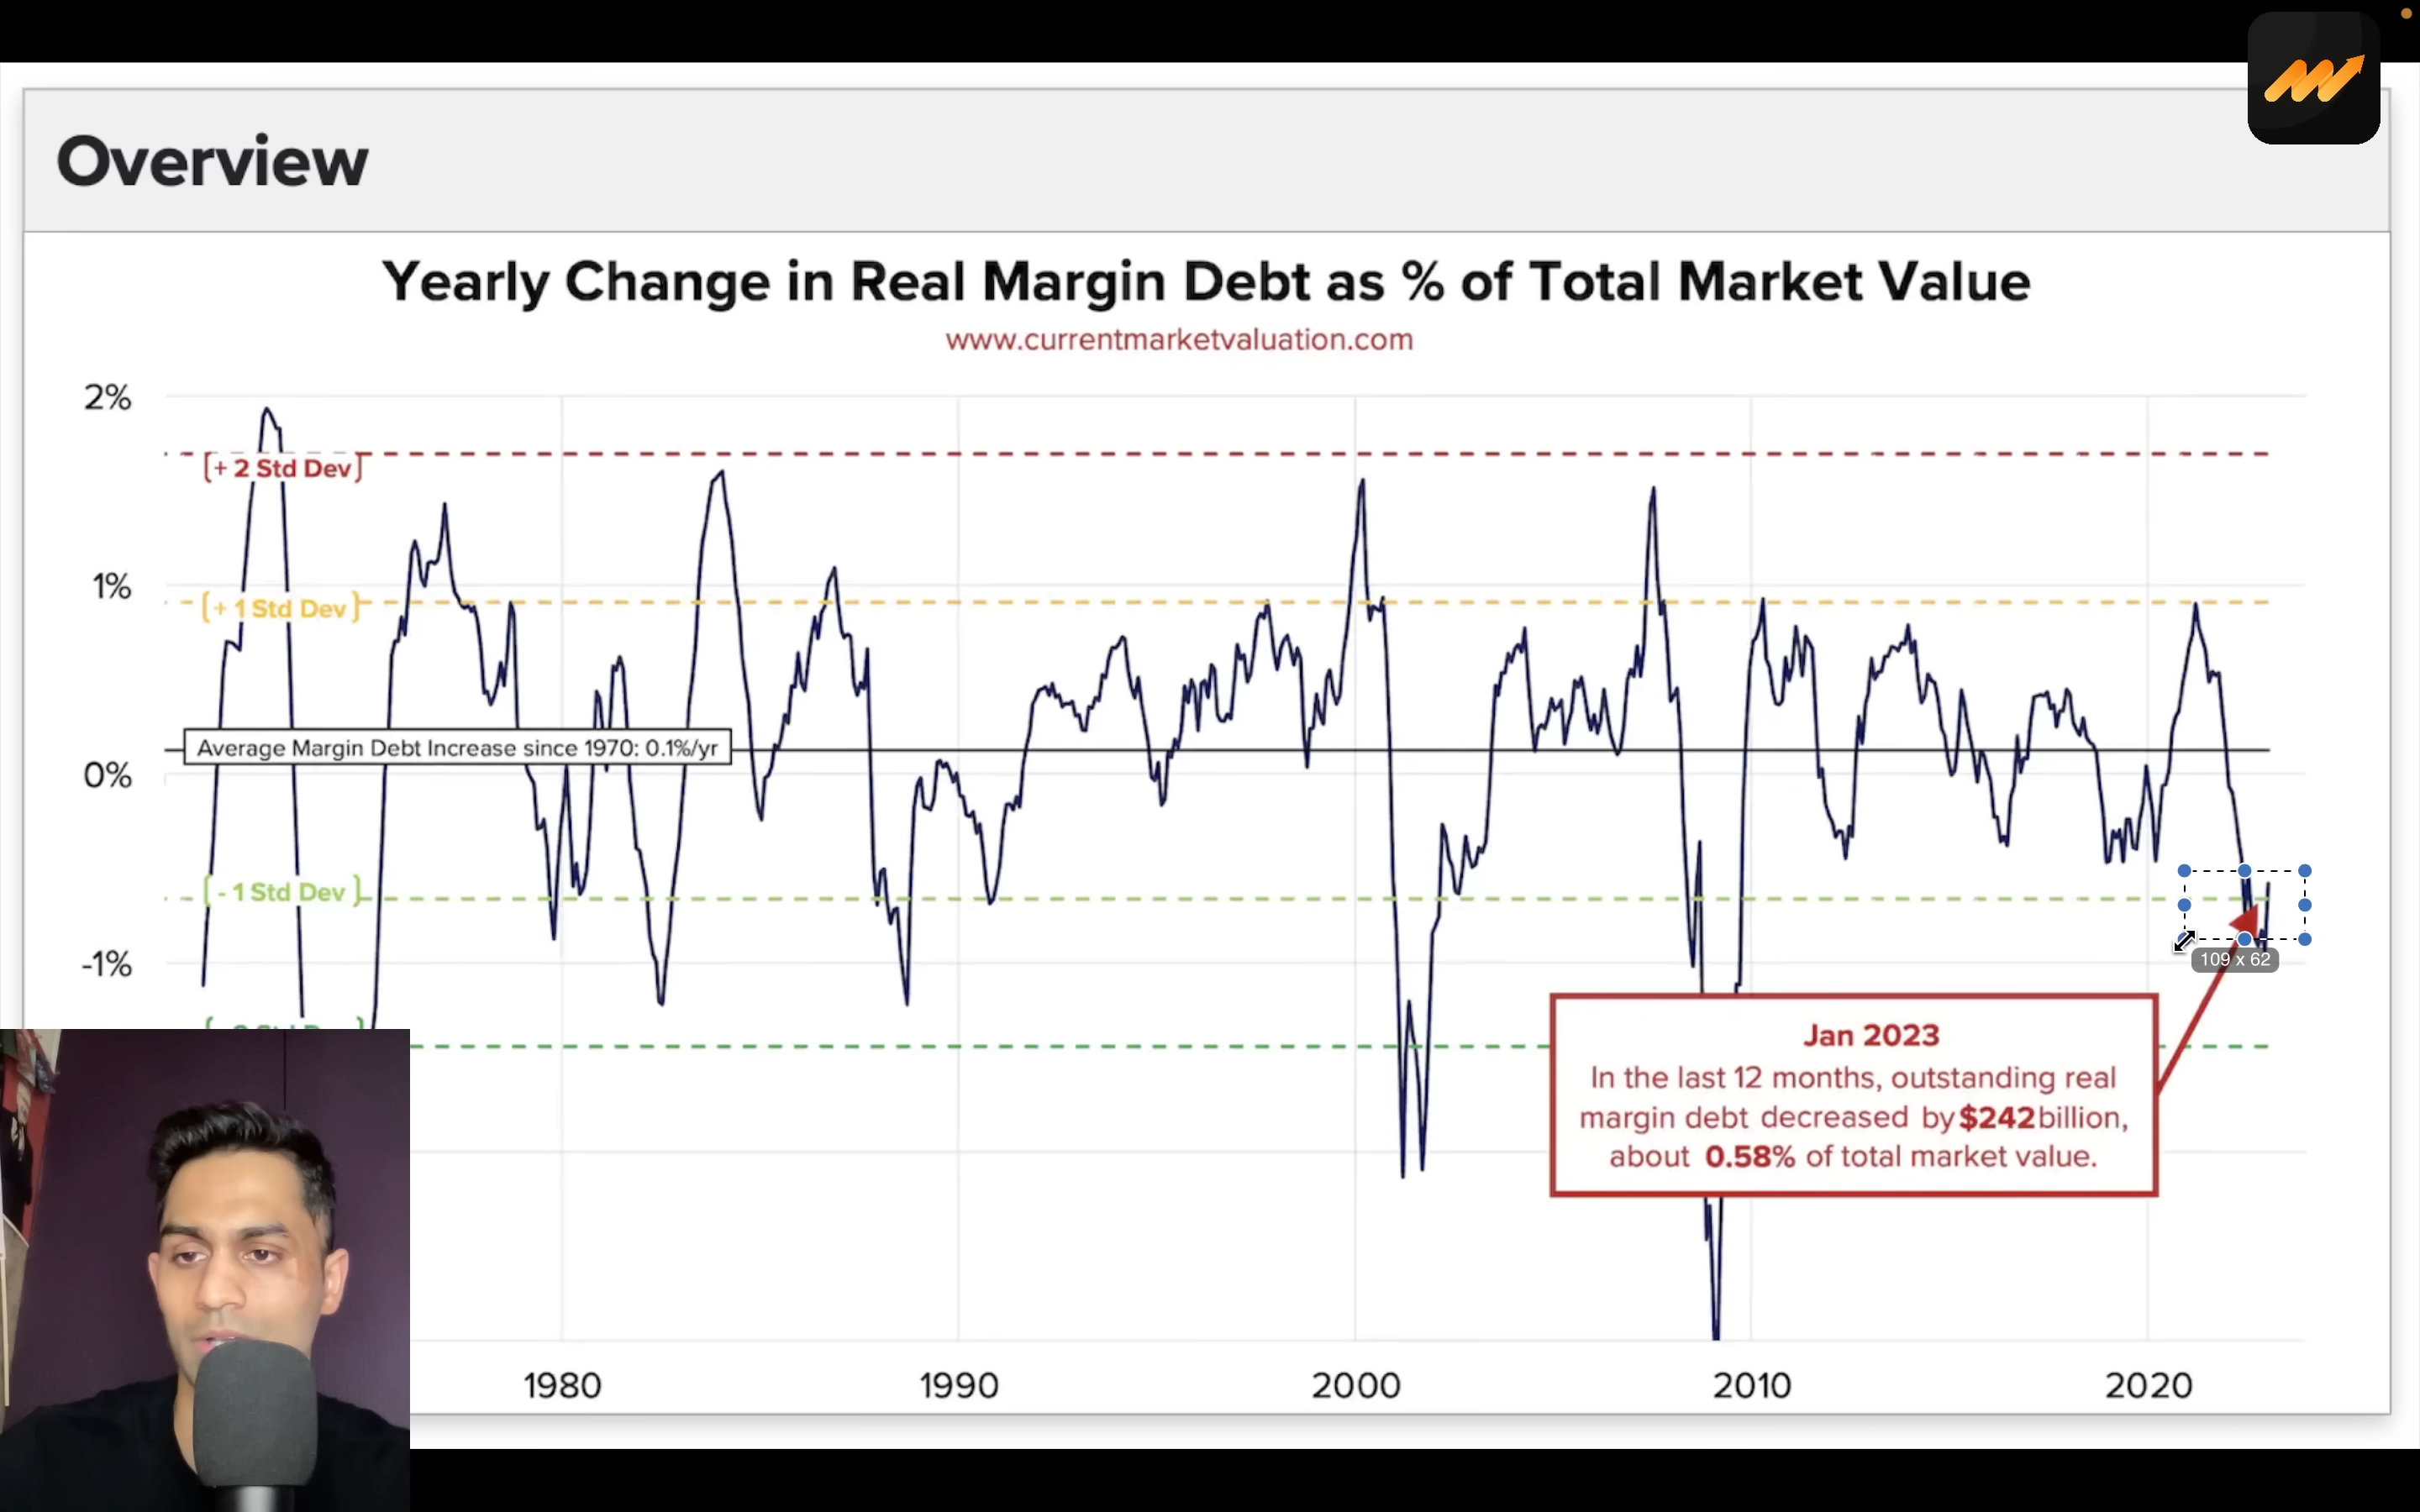 Overview
Yearly Change in Real Margin Debt as % of Total Market Value
www.currentmarketvaluation.com
2%
+ 2 Std Dev
1%
+ 1 Std Dev
Average Margin Debt Increase since 1970: 0.1%/yr
0%
- 1 Std Dev
-1%
109 x 62
Jan 2023
In the last 12 months, outstanding real
margin debt decreased by $242 billion,
about 0.58% of total market value.
1980
1990
2000
2010
2020